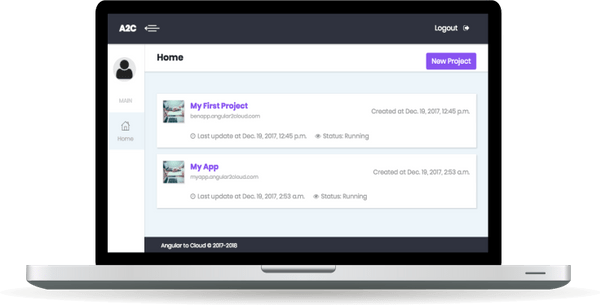 A2C
Logout
Home
New Project
MAIN
Home
My First Project
benapp.angular2cloud.com
Created at Dec. 19, 2017, 12:45 p.m.
Last update at Dec. 19, 2017, 12:45 p.m.
Status: Running
My App
myapp.angular2cloud.com
Created at Dec. 19, 2017, 2:53 a.m.
Last update at Dec. 19, 2017, 2:53 a.m.
Status: Running
Angular to Cloud © 2017-2018